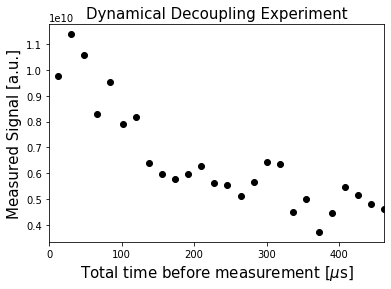 Dynamical Decoupling Experiment
1e10
Measured Signal [a.u.]
1.1
1.0
0.9
0.8
0.7
0.6
0.5
0.4
0 100 200 300 400
Total time before measurement [μs]